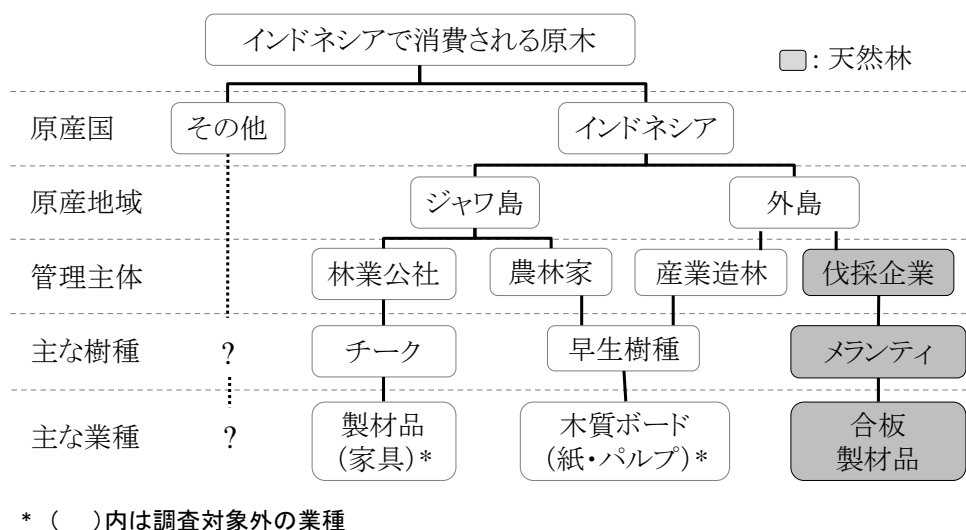 インドネシアで消費される原木
: 天然林
原産国 その他 インドネシア
原産地域 ジャワ島 外島
管理主体 林業公社 農林家 産業造林 伐採企業
主な樹種 ? チーク 早生樹種 メランティ
主な業種 ? 製材品 木質ボード 合板
(家具)* (紙・パルプ)* 製材品
* ( )内は調査対象外の業種